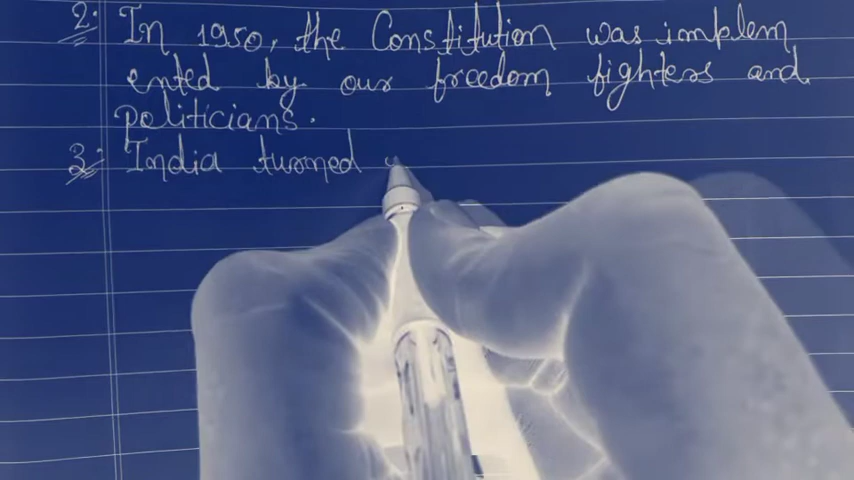 2. In 1950, the Constitution was implem
ented by our freedom fighters and
politicians.
3. India turned